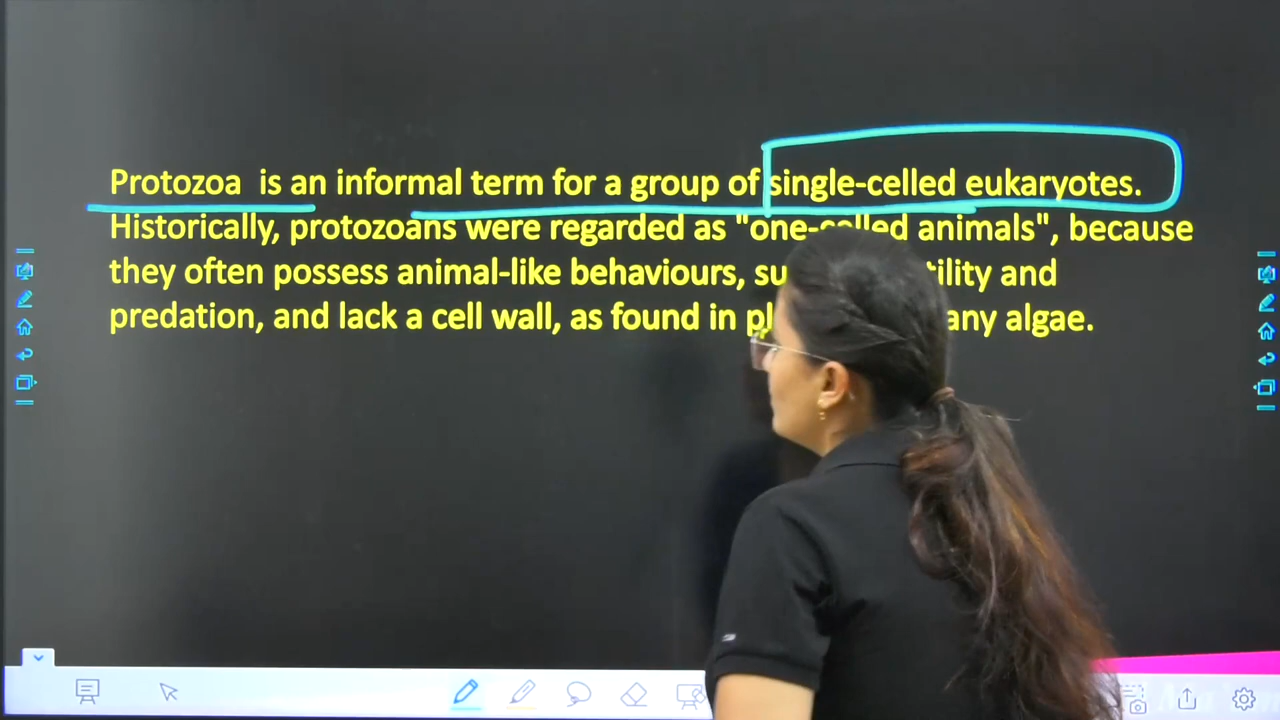 Protozoa is an informal term for a group of single-celled eukaryotes.
Historically, protozoans were regarded as "one-celled animals", because
they often possess animal-like behaviours, and
predation, and lack a cell wall, as found in any algae.